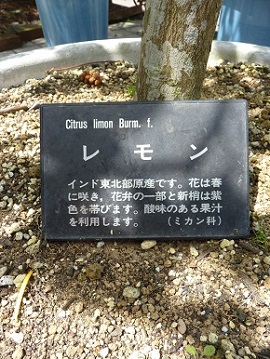 Citrus limon Burm. f.
レモン
インド東北部原産です。花は春
に咲き，花弁の一部と新梢は紫
色を帯びます。酸味のある果汁
を利用します。（ミカン科）